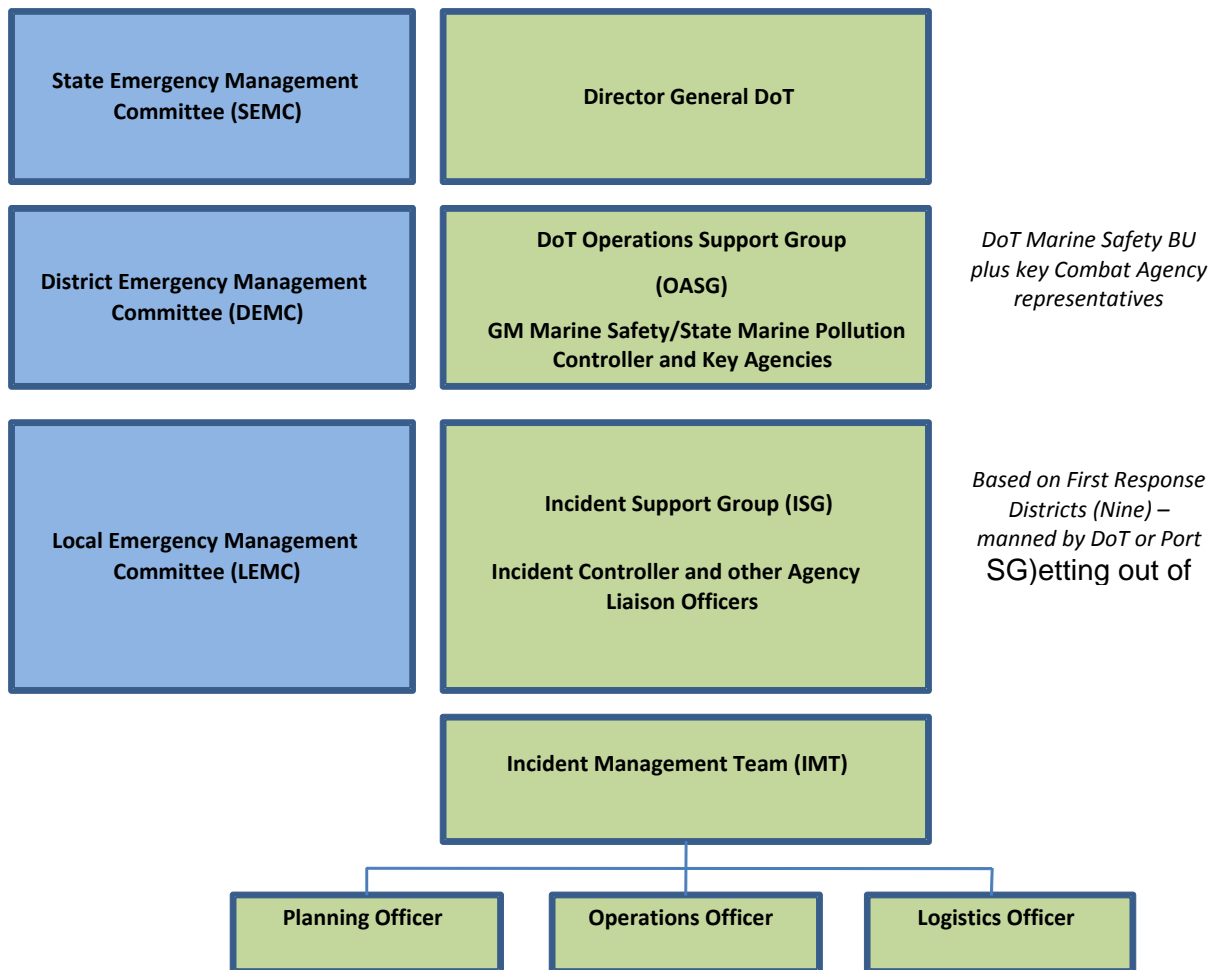 State Emergency Management
Committee (SEMC)
Director General DoT
District Emergency Management
Committee (DEMC)
DoT Operations Support Group
(OASG)
GM Marine Safety/State Marine Pollution
Controller and Key Agencies
DoT Marine Safety BU
plus key Combat Agency
representatives
Local Emergency Management
Committee (LEMC)
Incident Support Group (ISG)
Incident Controller and other Agency
Liaison Officers
Based on First Response
Districts (Nine) –
manned by DoT or Port
SG)etting out of
Incident Management Team (IMT)
Planning Officer
Operations Officer
Logistics Officer